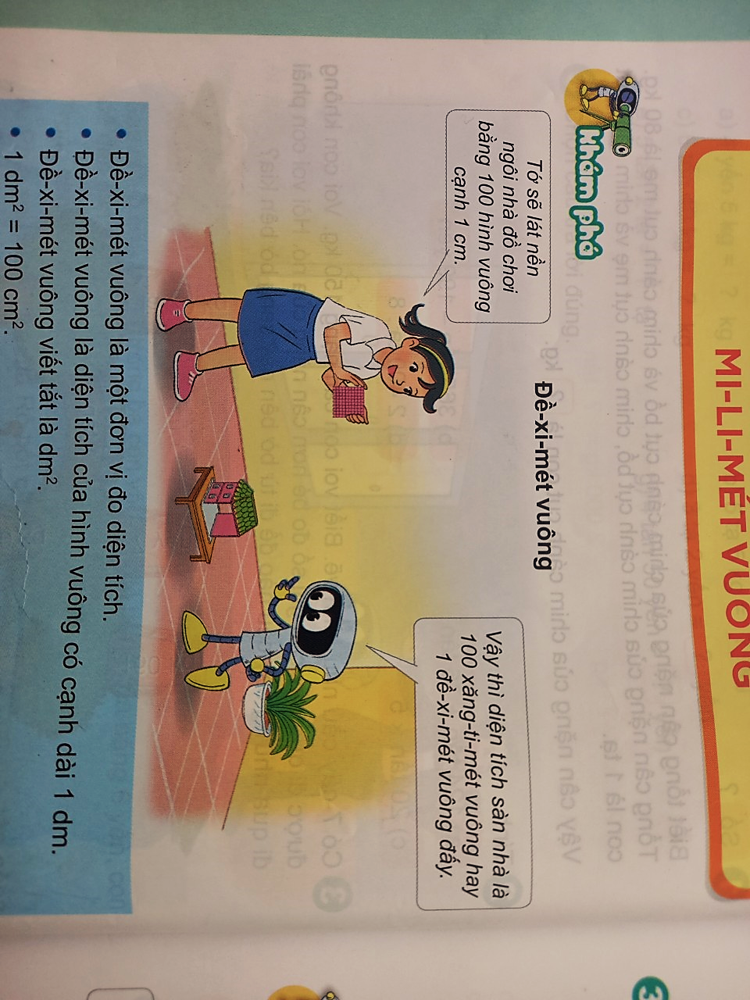 MI-LI-MÉT VUÔNG
Khám phá
Đề-xi-mét vuông
Tớ sẽ lát nền
ngôi nhà đồ chơi
bằng 100 hình vuông
cạnh 1 cm.
Vậy thì diện tích sàn nhà là
100 xăng-ti-mét vuông hay
1 đề-xi-mét vuông đấy.
• Đề-xi-mét vuông là một đơn vị đo diện tích.
• Đề-xi-mét vuông là diện tích của hình vuông có cạnh dài 1 dm.
• Đề-xi-mét vuông viết tắt là dm².
• 1 dm² = 100 cm².